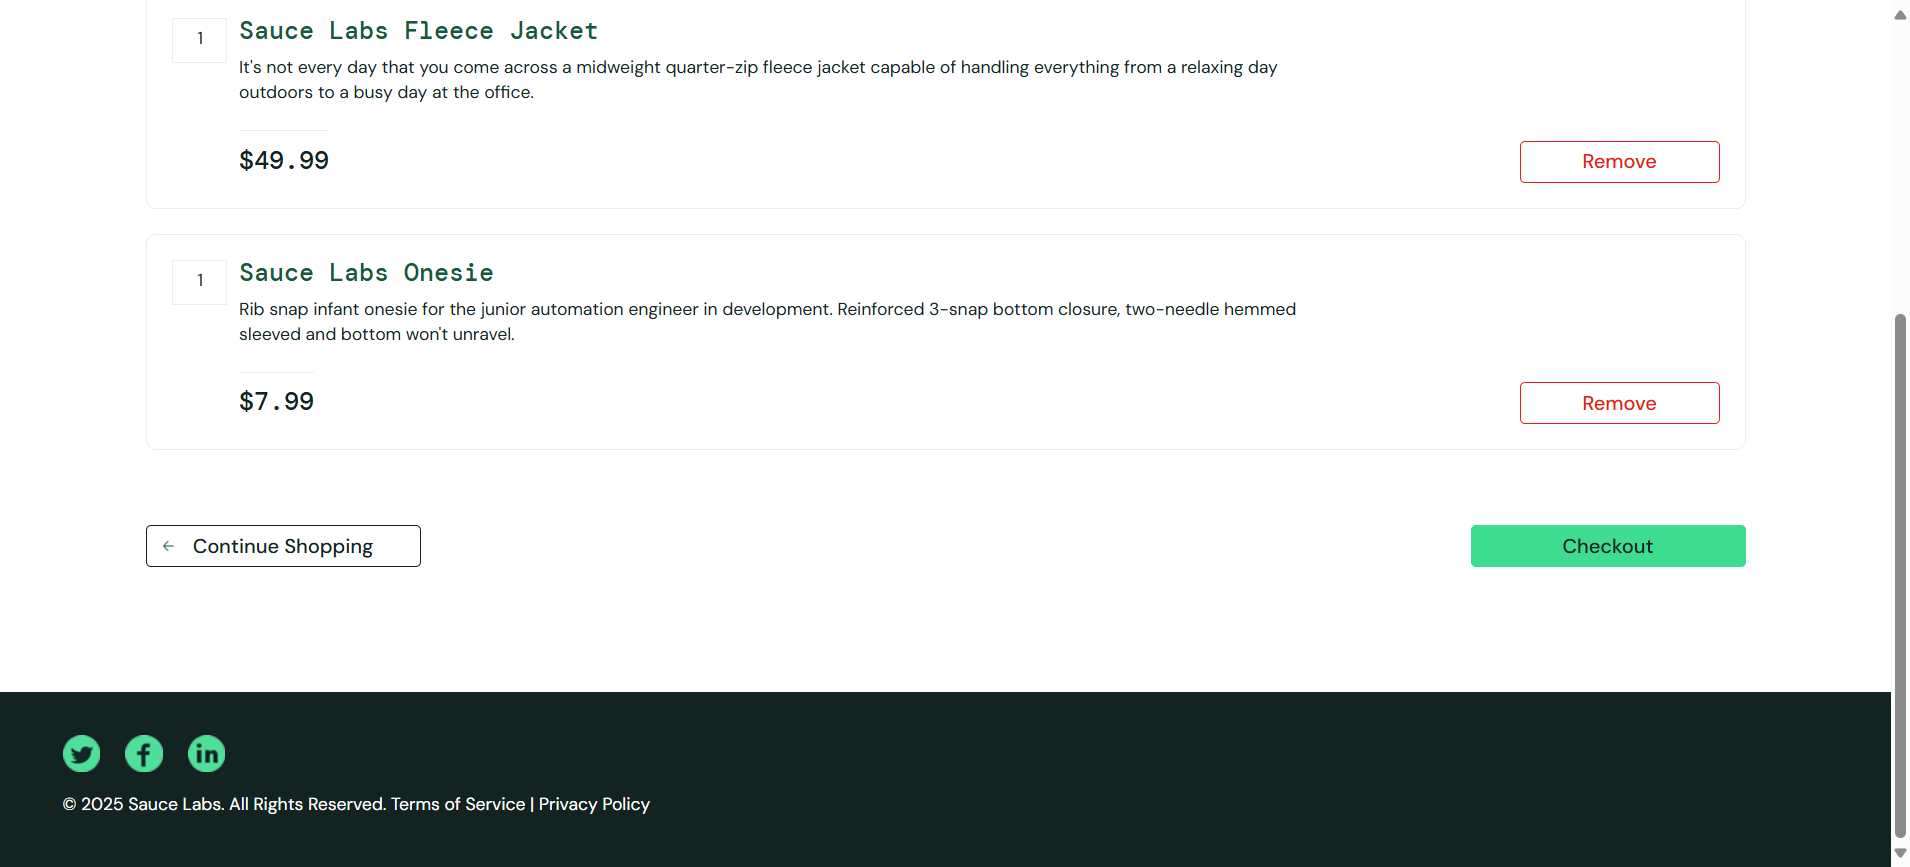 1
Sauce Labs Fleece Jacket
It's not every day that you come across a midweight quarter-zip fleece jacket capable of handling everything from a relaxing day
outdoors to a busy day at the office.
$49.99
Remove
1
Sauce Labs Onesie
Rib snap infant onesie for the junior automation engineer in development. Reinforced 3-snap bottom closure, two-needle hemmed
sleeved and bottom won't unravel.
$7.99
Remove
Continue Shopping
Checkout
© 2025 Sauce Labs. All Rights Reserved. Terms of Service | Privacy Policy